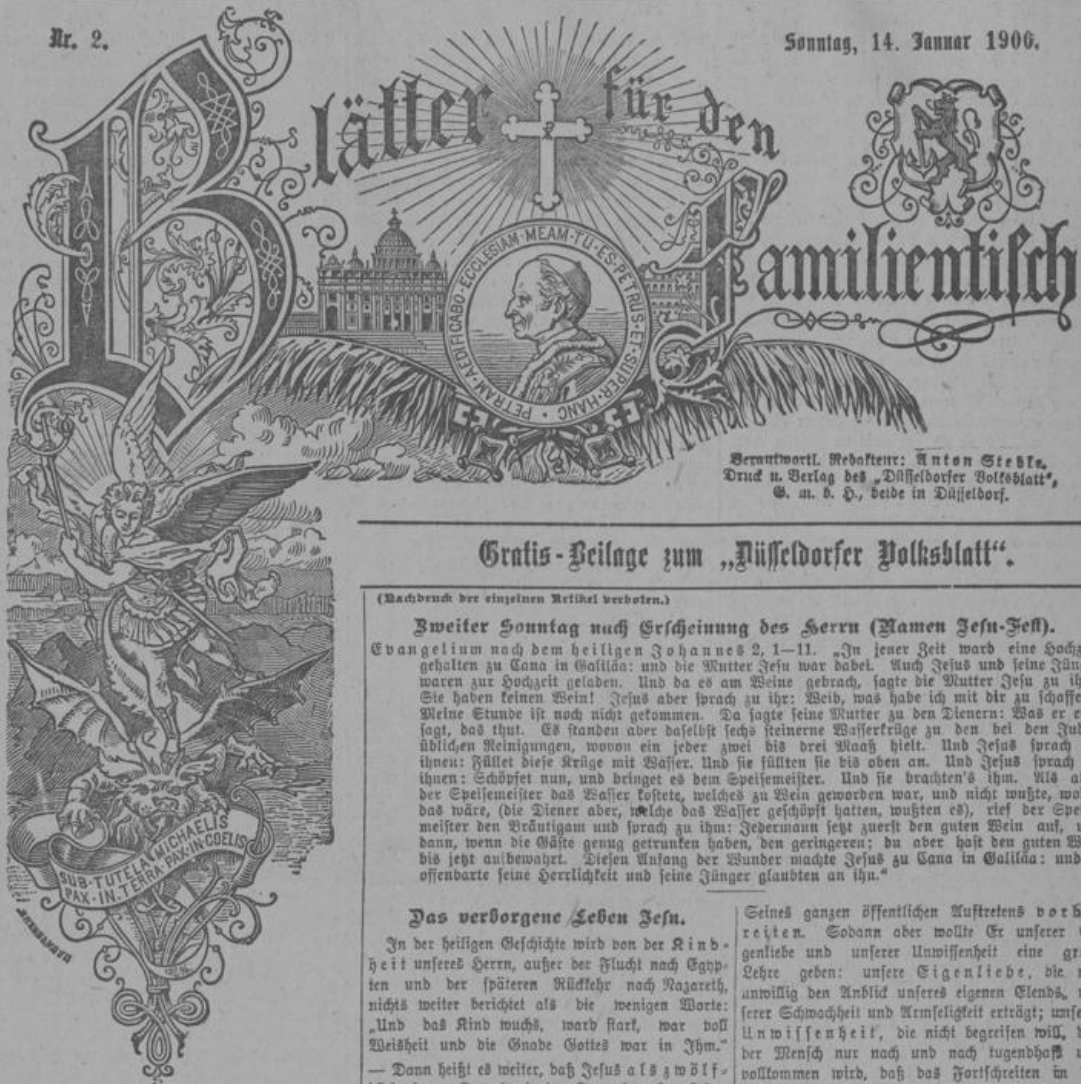 Nr. 2.
Sonntag, 14. Januar 1906.
Blätter für den
Familientisch
PETRAM·AEDIFICABO·ECCLESIAM·MEAM·TU·ES·PETRUS·ET·SUPER·HANC
Verantwortl. Redakteur: Anton Stehle.
Druck u. Verlag des „Düsseldorfer Volksblatt“,
G. m. b. H., beide in Düsseldorf.
Gratis-Beilage zum „Düsseldorfer Volksblatt“.
(Nachdruck der einzelnen Artikel verboten.)
Zweiter Sonntag nach Erscheinung des Herrn (Namen Jesu-Fest).
Evangelium nach dem heiligen Johannes 2, 1—11. „In jener Zeit ward eine Hochz
gehalten zu Cana in Galiläa: und die Mutter Jesu war dabei. Auch Jesus und seine Jün
waren zur Hochzeit geladen. Und da es am Weine gebrach, sagte die Mutter Jesu zu ih
Sie haben keinen Wein! Jesus aber sprach zu ihr: Weib, was habe ich mit dir zu schaffe
Meine Stunde ist noch nicht gekommen. Da sagte seine Mutter zu den Dienern: Was er e
sagt, das thut. Es standen aber daselbst sechs steinerne Wasserkrüge zu den bei den Jud
üblichen Reinigungen, wovon ein jeder zwei bis drei Maaß hielt. Und Jesus sprach
ihnen: Füllet diese Krüge mit Wasser. Und sie füllten sie bis oben an. Und Jesus sprach
ihnen: Schöpfet nun, und bringet es dem Speisemeister. Und sie brachten's ihm. Als a
der Speisemeister das Wasser kostete, welches zu Wein geworden war, und nicht wußte, wo
das wäre, (die Diener aber, welche das Wasser geschöpft hatten, wußten es), rief der Spei
meister den Bräutigam und sprach zu ihm: Jedermann setzt zuerst den guten Wein auf, u
dann, wenn die Gäste genug getrunken haben, den geringeren; du aber hast den guten W
bis jetzt aufbewahrt. Diesen Anfang der Wunder machte Jesus zu Cana in Galiläa: und
offenbarte seine Herrlichkeit und seine Jünger glaubten an ihn.“
SUB·TUTELA·MICHAELIS
PAX·IN·TERRA·PAX·IN·COELIS
Das verborgene Leben Jesu.
In der heiligen Geschichte wird von der Kind-
heit unseres Herrn, außer der Flucht nach Egyp-
ten und der späteren Rückkehr nach Nazareth,
nichts weiter berichtet als die wenigen Worte:
„Und das Kind wuchs, ward stark, war voll
Weisheit und die Gnade Gottes war in Ihm.“
— Dann heißt es weiter, daß Jesus als zwölf-
Seines ganzen öffentlichen Auftretens vorb
reiten. Sodann aber wollte Er unserer
genliebe und unserer Unwissenheit eine gr
Lehre geben: unsere Eigenliebe, die
unwillig den Anblick unseres eigenen Elends,
serer Schwachheit und Armseligkeit erträgt; unse
Unwissenheit, die nicht begreifen will,
der Mensch nur nach und nach tugendhaft u
vollkommen wird, daß das Fortschreiten im